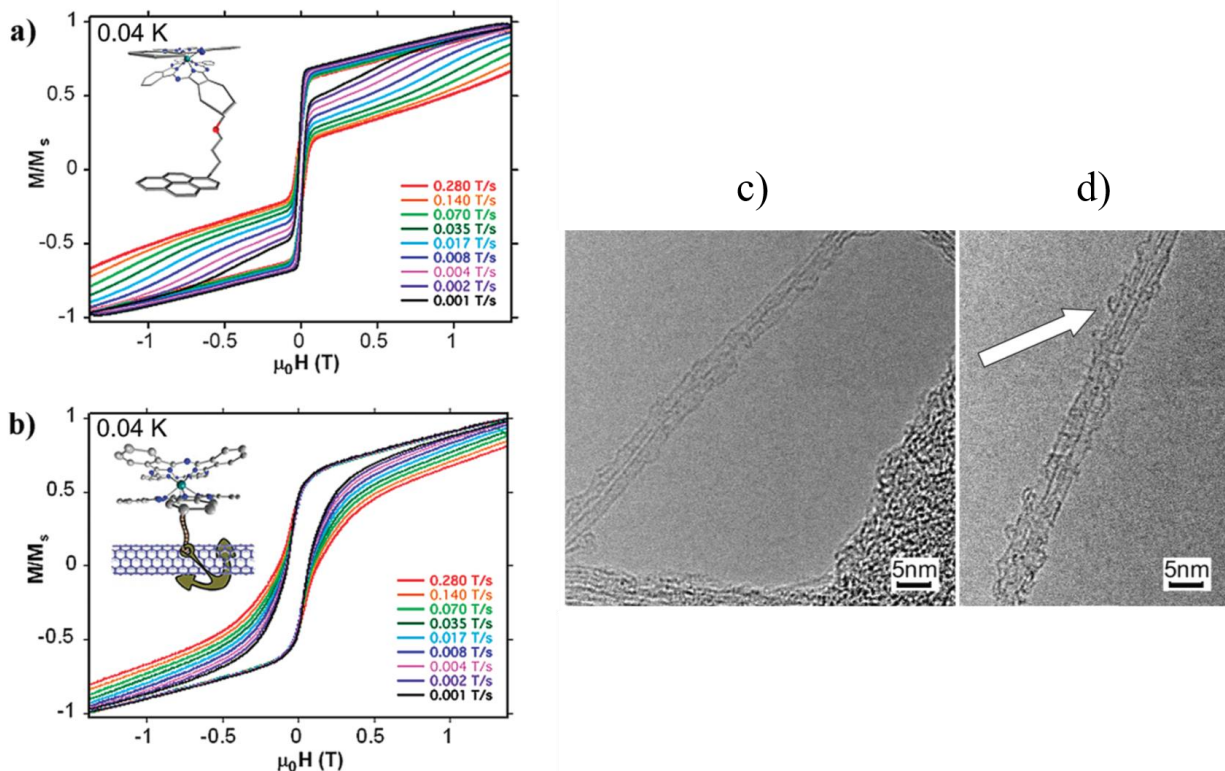 a)
0.04 K
1
0.5
0
-0.5
-1
M/Mₛ
0.280 T/s
0.140 T/s
0.070 T/s
0.035 T/s
0.017 T/s
0.008 T/s
0.004 T/s
0.002 T/s
0.001 T/s
-1 -0.5 0 0.5 1
μ₀H (T)
b)
0.04 K
1
0.5
0
-0.5
-1
M/Mₛ
0.280 T/s
0.140 T/s
0.070 T/s
0.035 T/s
0.017 T/s
0.008 T/s
0.004 T/s
0.002 T/s
0.001 T/s
-1 -0.5 0 0.5 1
μ₀H (T)
c)
5nm
d)
5nm